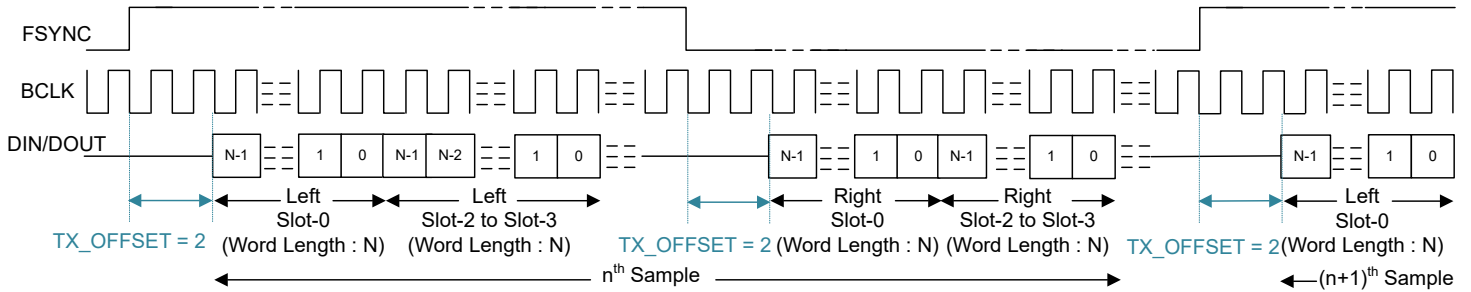 FSYNC
BCLK
DIN/DOUT
N-1 1 0 N-1 N-2 1 0 N-1 1 0 N-1 1 0 N-1 1 0
Left
Slot-0
(Word Length : N)
Left
Slot-2 to Slot-3
(Word Length : N)
Right
Slot-0
(Word Length : N)
Right
Slot-2 to Slot-3
(Word Length : N)
Left
Slot-0
(Word Length : N)
TX_OFFSET = 2
TX_OFFSET = 2
TX_OFFSET = 2
nth Sample
(n+1)th Sample